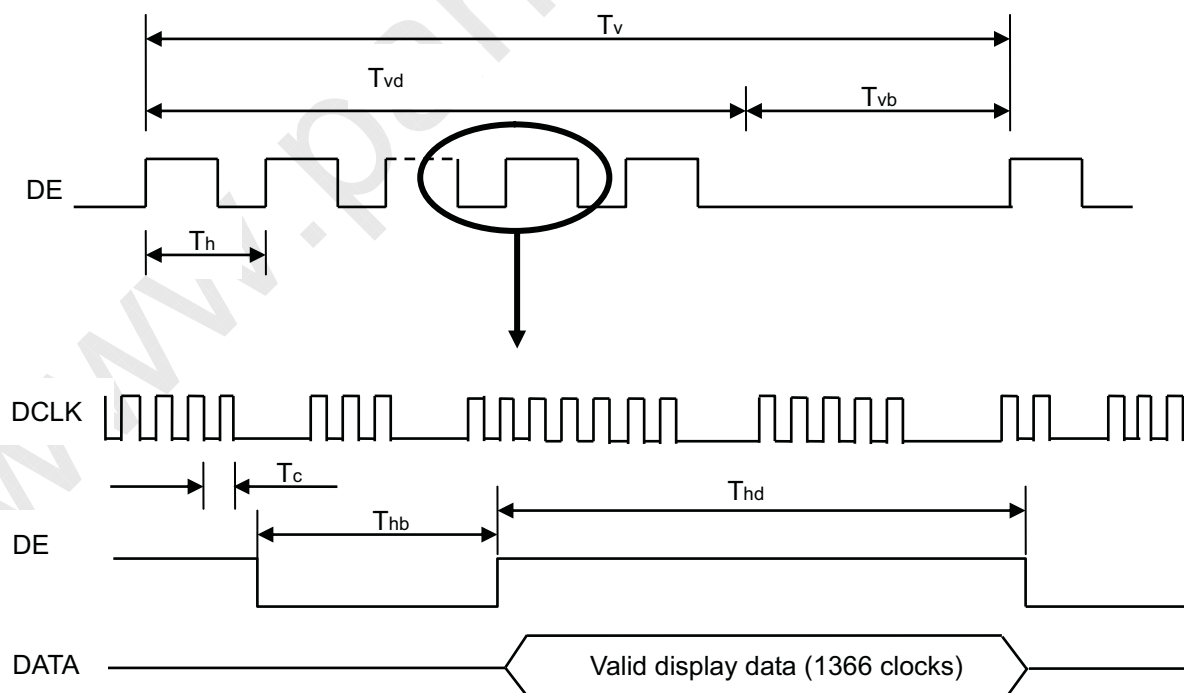 Tv
Tvd
Tvb
DE
Th
DCLK
Tc
Thd
Thb
DE
DATA
Valid display data (1366 clocks)